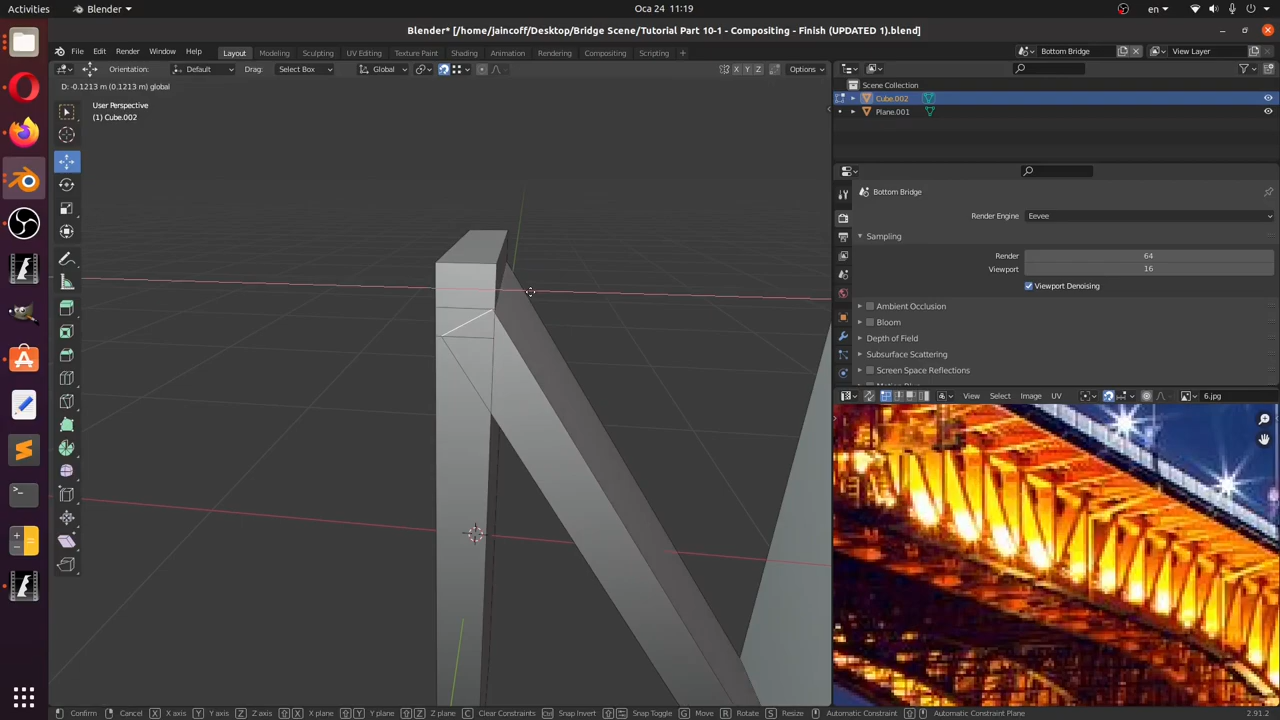 Activities
Blender
Oca 24 11:19
en
Blender* [/home/jaincoff/Desktop/Bridge Scene/Tutorial Part 10-1 - Compositing - Finish (UPDATED 1).blend]
File Edit Render Window Help
Layout Modeling Sculpting UV Editing Texture Paint Shading Animation Rendering Compositing Scripting +
Bottom Bridge
View Layer
Orientation: Default Drag: Select Box
Global
X Y Z
Options
D: -0.1213 m (0.1213 m) global
User Perspective
(1) Cube.002
Scene Collection
Cube.002
Plane.001
Bottom Bridge
Render Engine Eevee
Sampling
Render 64
Viewport 16
Viewport Denoising
Ambient Occlusion
Bloom
Depth of Field
Subsurface Scattering
Screen Space Reflections
View Select Image UV
6.jpg
Confirm Cancel X X axis Y Y axis Z Z axis X X plane Y Y plane Z Z plane C Clear Constraints Snap Invert Snap Toggle G Move R Rotate S Resize Automatic Constraint Automatic Constraint Plane
2.91.2